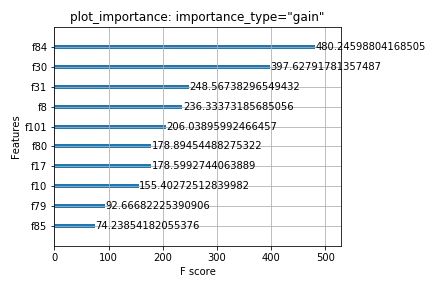 plot_importance: importance_type="gain"
f84 480.24598804168505
f30 397.62791781357487
f31 248.56738296549432
f8 236.33373185685056
f101 206.03895992466457
f80 178.89454488275322
f17 178.5992744063889
f10 155.40272512839982
f79 92.66682225390906
f85 74.23854182055376
Features
0 100 200 300 400 500
F score